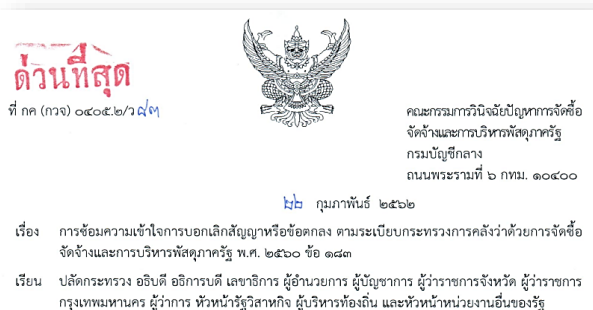 ด่วนที่สุด
ที่ กค (กวจ) ๐๔๐๕.๒/ว ๘๓
คณะกรรมการวินิจฉัยปัญหาการจัดซื้อ
จัดจ้างและการบริหารพัสดุภาครัฐ
กรมบัญชีกลาง
ถนนพระรามที่ ๖ กทม. ๑๐๔๐๐
๒๒ กุมภาพันธ์ ๒๕๖๒
เรื่อง การซ้อมความเข้าใจการบอกเลิกสัญญาหรือข้อตกลง ตามระเบียบกระทรวงการคลังว่าด้วยการจัดซื้อ
จัดจ้างและการบริหารพัสดุภาครัฐ พ.ศ. ๒๕๖๐ ข้อ ๑๘๓
เรียน ปลัดกระทรวง อธิบดี อธิการบดี เลขาธิการ ผู้อำนวยการ ผู้บัญชาการ ผู้ว่าราชการจังหวัด ผู้ว่าราชการ
กรุงเทพมหานคร ผู้ว่าการ หัวหน้ารัฐวิสาหกิจ ผู้บริหารท้องถิ่น และหัวหน้าหน่วยงานอื่นของรัฐ